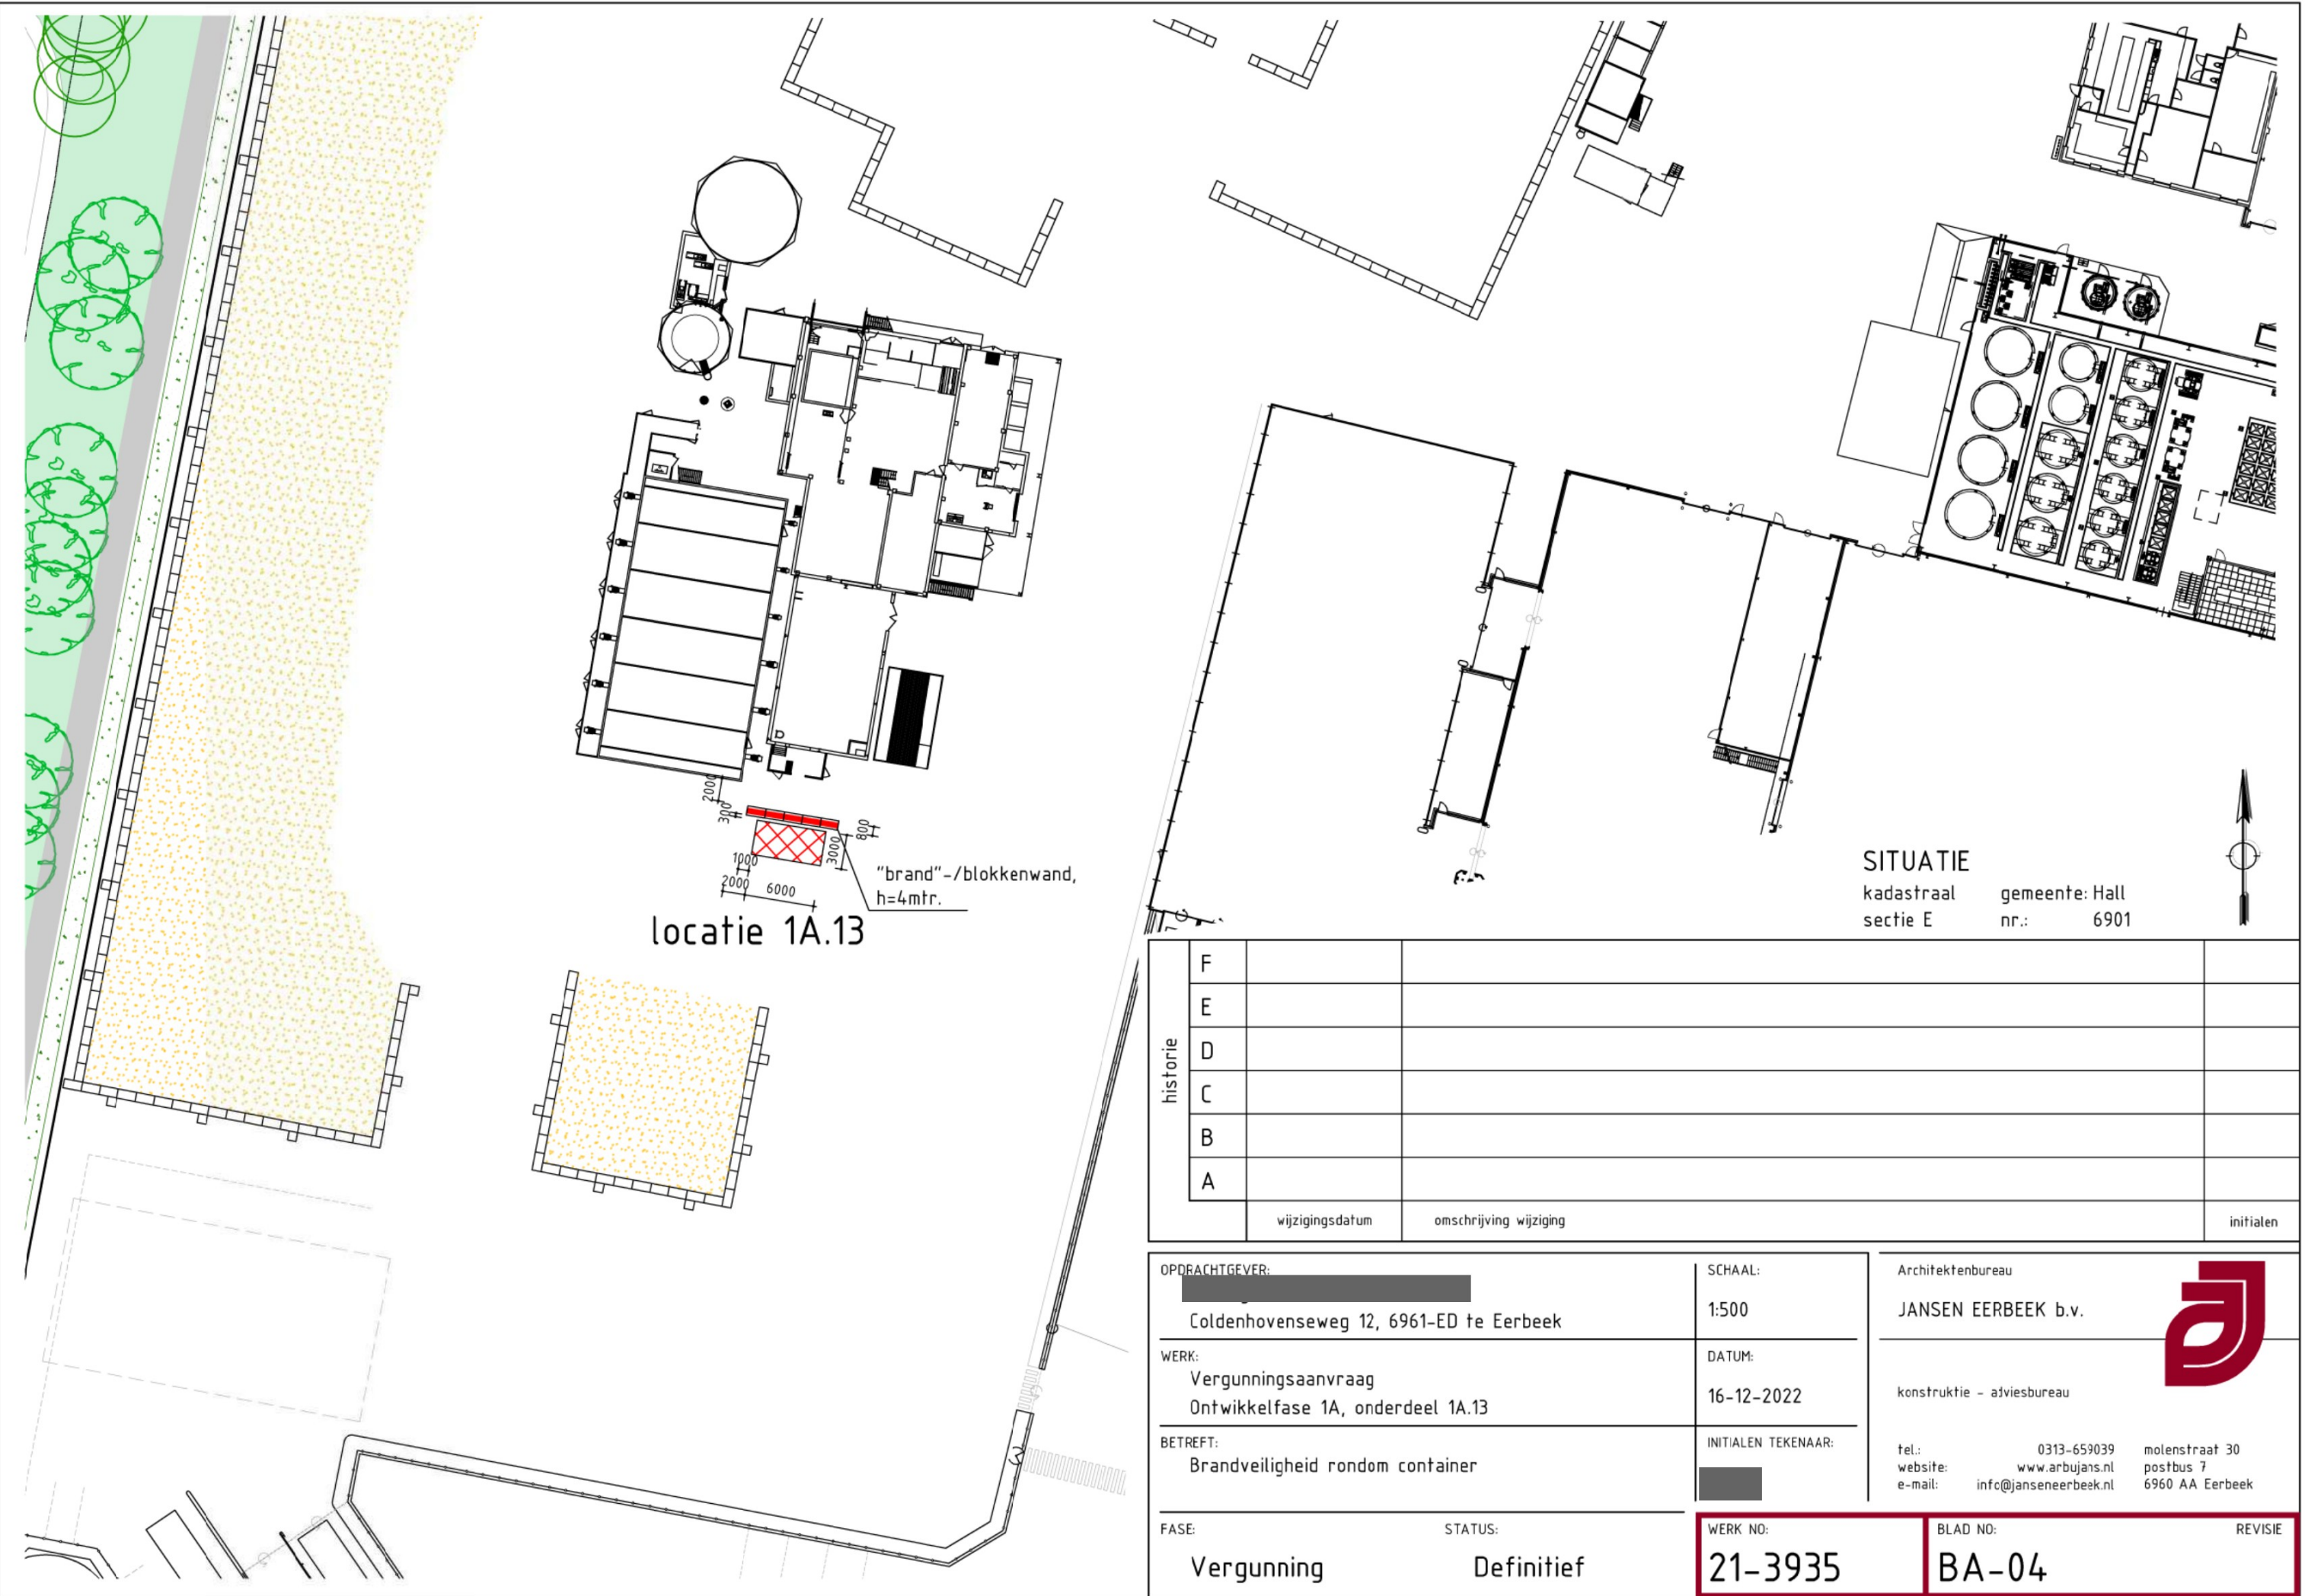 2000
300
800
3000
1000
2000
6000
"brand"-/blokkenwand,
h=4mtr.
locatie 1A.13
SITUATIE
kadastraal gemeente: Hall
sectie E nr.: 6901
historie
F
E
D
C
B
A
wijzigingsdatum omschrijving wijziging initialen
OPDRACHTGEVER:
Coldenhovenseweg 12, 6961-ED te Eerbeek
SCHAAL:
1:500
WERK:
Vergunningsaanvraag
Ontwikkelfase 1A, onderdeel 1A.13
DATUM:
16-12-2022
BETREFT:
Brandveiligheid rondom container
INITIALEN TEKENAAR:
Architektenbureau
JANSEN EERBEEK b.v.
konstruktie - adviesbureau
tel.: 0313-659039 molenstraat 30
website: www.arbujans.nl postbus 7
e-mail: info@janseneerbeek.nl 6960 AA Eerbeek
FASE:
Vergunning
STATUS:
Definitief
WERK NO:
21-3935
BLAD NO:
BA-04
REVISIE